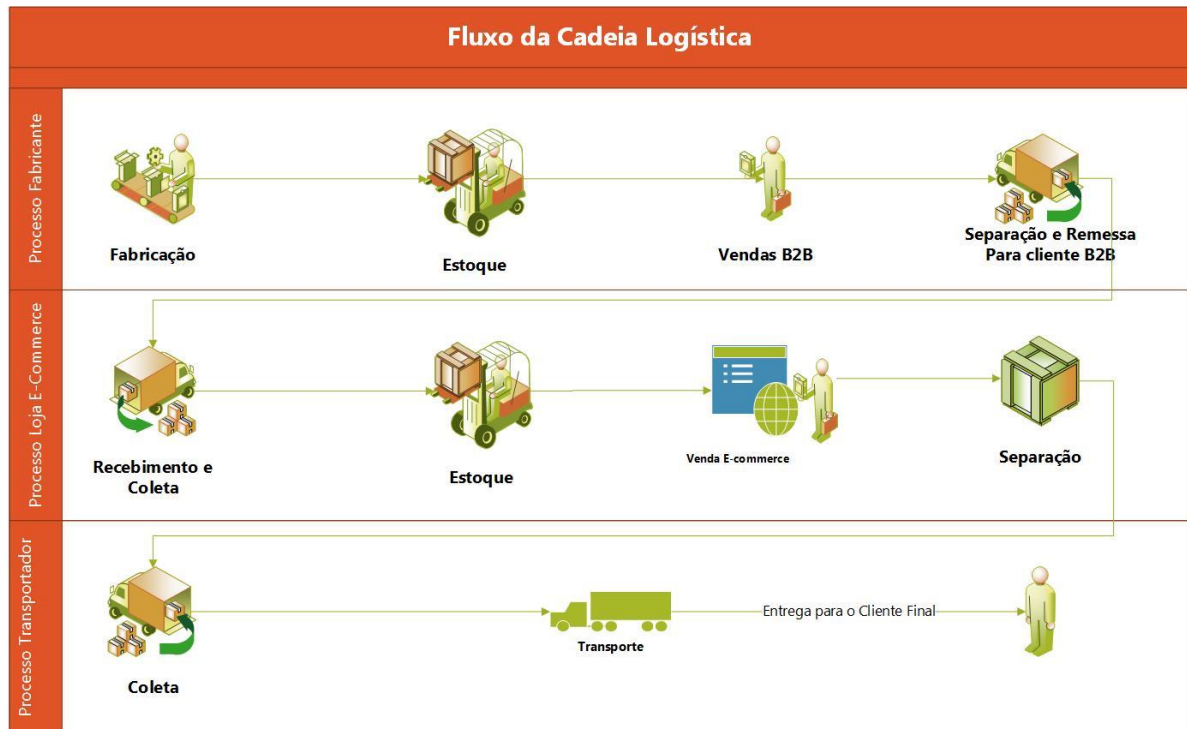 Fluxo da Cadeia Logística
Processo Fabricante
Fabricação
Estoque
Vendas B2B
Separação e Remessa
Para cliente B2B
Processo Loja E-Commerce
Recebimento e
Coleta
Estoque
Venda E-commerce
Separação
Processo Transportador
Coleta
Transporte
Entrega para o Cliente Final